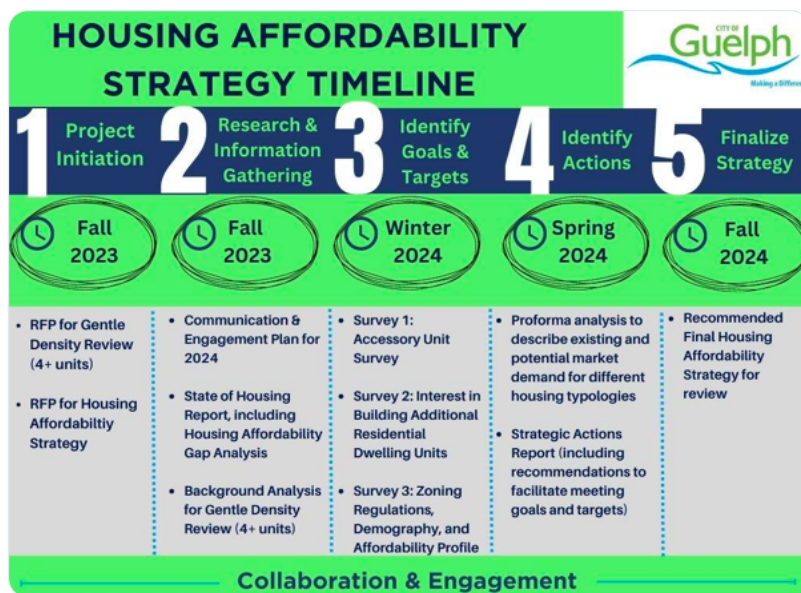 HOUSING AFFORDABILITY
STRATEGY TIMELINE
CITY OF
Guelph
Making a Differen
1 Project
Initiation
2 Research &
Information
Gathering
3 Identify
Goals &
Targets
4 Identify
Actions
5 Finalize
Strategy
Fall
2023
Fall
2023
Winter
2024
Spring
2024
Fall
2024
• RFP for Gentle
Density Review
(4+ units)
• RFP for Housing
Affordabiltiy
Strategy
• Communication &
Engagement Plan for
2024
• State of Housing
Report, including
Housing Affordability
Gap Analysis
• Background Analysis
for Gentle Density
Review (4+ units)
• Survey 1:
Accessory Unit
Survey
• Survey 2: Interest in
Building Additional
Residential
Dwelling Units
• Survey 3: Zoning
Regulations,
Demography, and
Affordability Profile
• Proforma analysis to
describe existing and
potential market
demand for different
housing typologies
• Strategic Actions
Report (including
recommendations to
facilitate meeting
goals and targets)
• Recommended
Final Housing
Affordability
Strategy for
review
Collaboration & Engagement